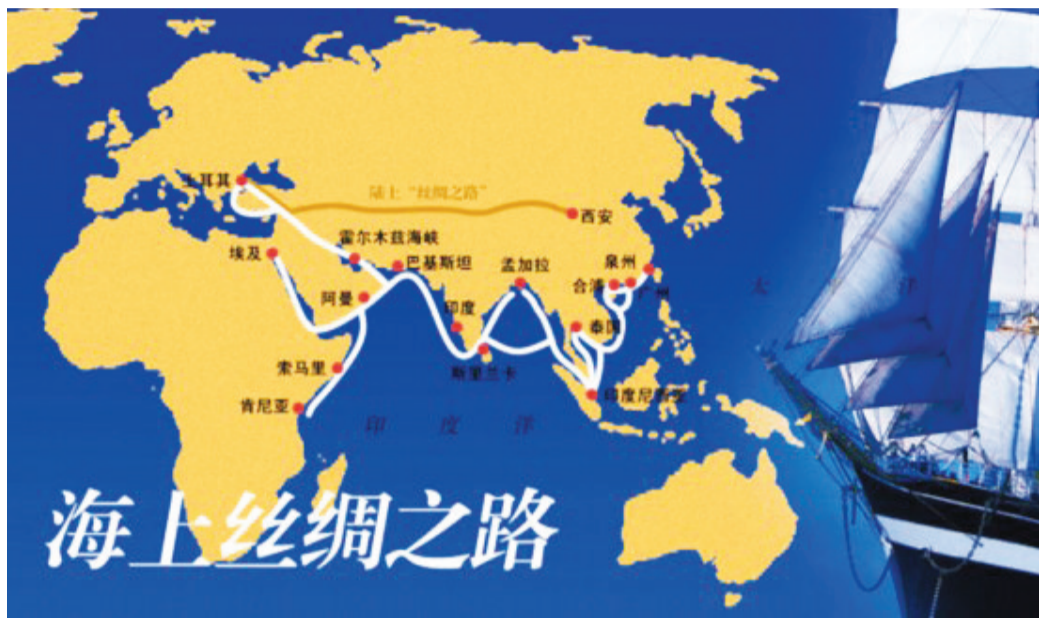 土耳其
陆上“丝绸之路”
西安
霍尔木兹海峡
埃及
巴基斯坦
孟加拉
泉州
合浦
广州
太 平 洋
阿曼
印度
泰国
索马里
斯里兰卡
肯尼亚
印度尼西亚
印 度 洋
海上丝绸之路